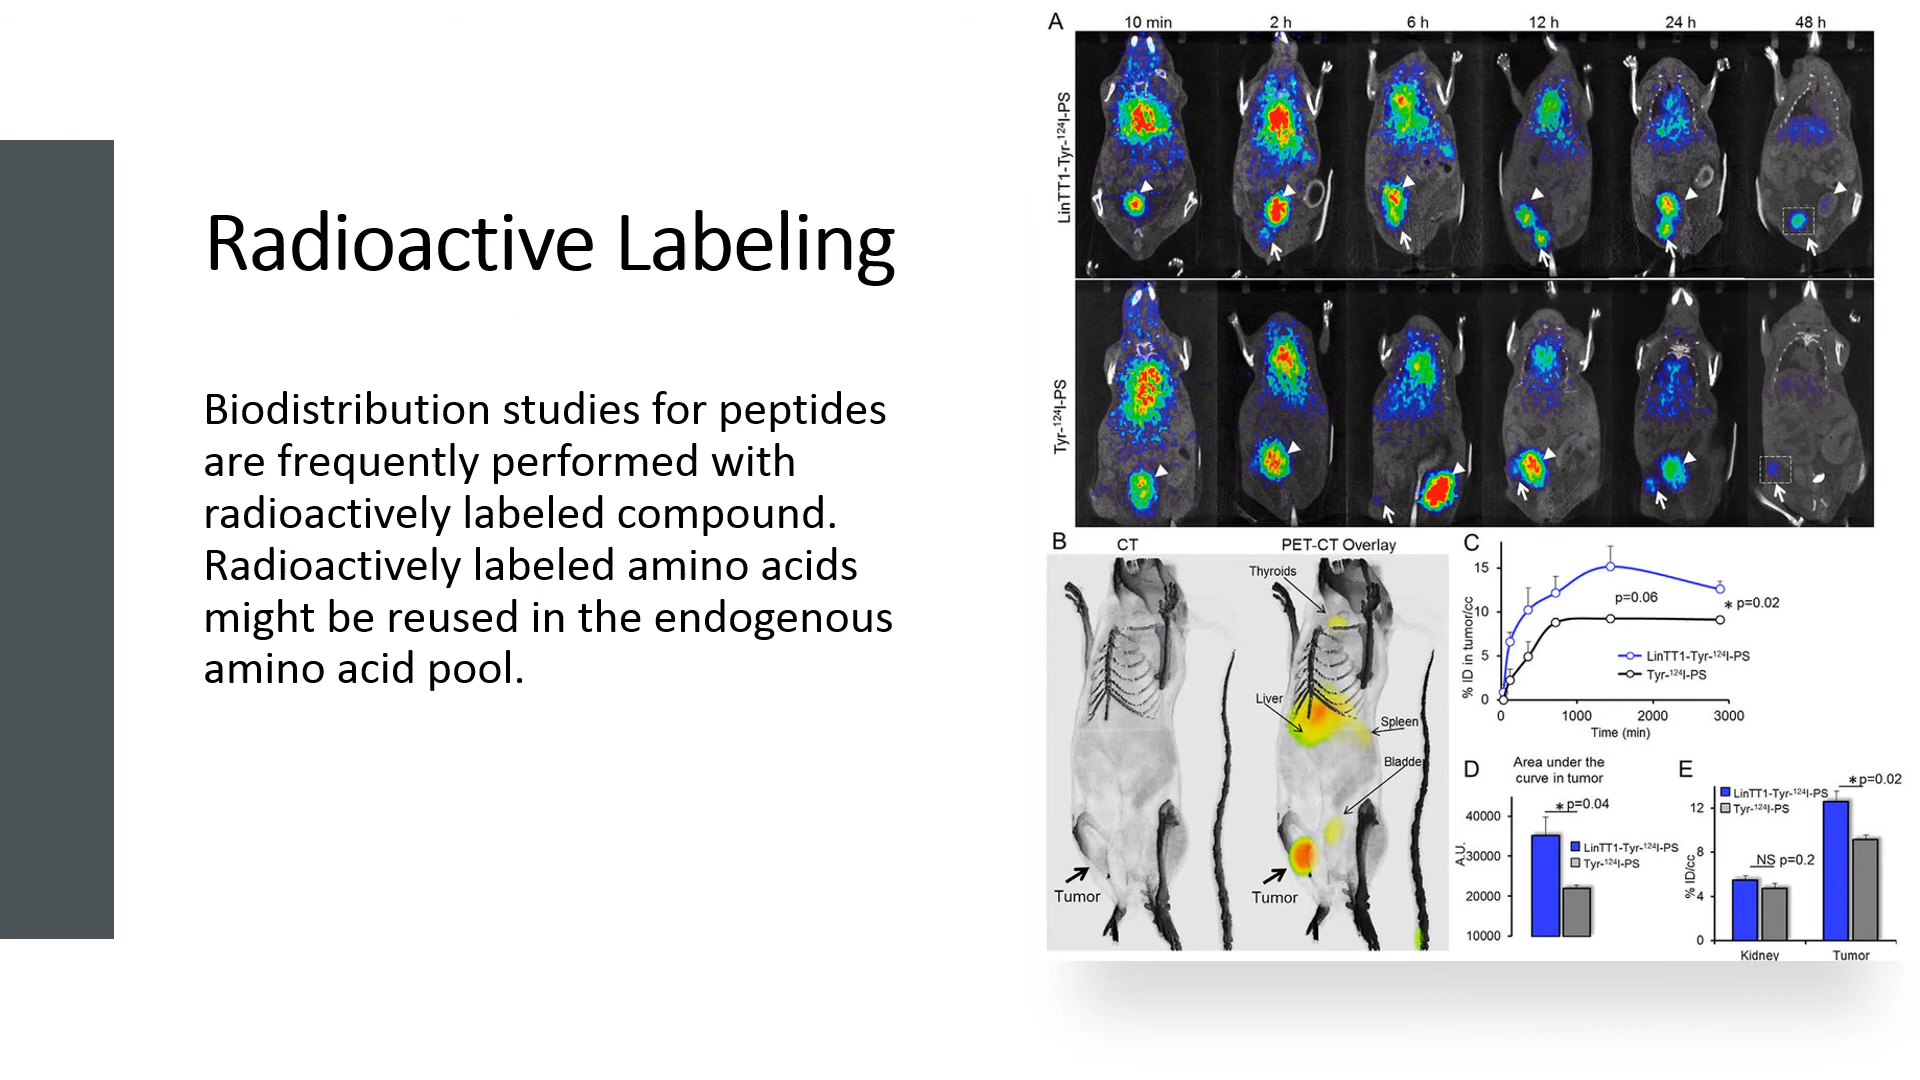 Radioactive Labeling
Biodistribution studies for peptides
are frequently performed with
radioactively labeled compound.
Radioactively labeled amino acids
might be reused in the endogenous
amino acid pool.
A
10 min
2 h
6 h
12 h
24 h
48 h
LinTT1-Tyr-¹²⁴I-PS
Tyr-¹²⁴I-PS
B
CT
PET-CT Overlay
Thyroids
Liver
Spleen
Bladder
Tumor
Tumor
C
% ID in tumor/cc
15
10
5
0
p=0.06
* p=0.02
LinTT1-Tyr-¹²⁴I-PS
Tyr-¹²⁴I-PS
0
1000
2000
3000
Time (min)
D
Area under the
curve in tumor
* p=0.04
A.U.
40000
30000
20000
10000
LinTT1-Tyr-¹²⁴I-PS
Tyr-¹²⁴I-PS
E
* p=0.02
LinTT1-Tyr-¹²⁴I-PS
Tyr-¹²⁴I-PS
% ID/cc
12
8
4
0
NS p=0.2
Kidney
Tumor